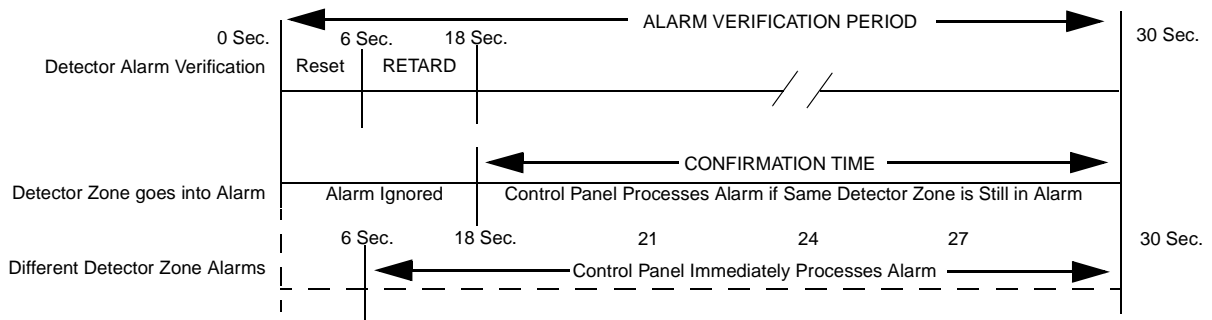 ALARM VERIFICATION PERIOD
0 Sec. 6 Sec. 18 Sec. 30 Sec.
Detector Alarm Verification Reset RETARD
CONFIRMATION TIME
Detector Zone goes into Alarm Alarm Ignored Control Panel Processes Alarm if Same Detector Zone is Still in Alarm
6 Sec. 18 Sec. 21 24 27 30 Sec.
Different Detector Zone Alarms Control Panel Immediately Processes Alarm